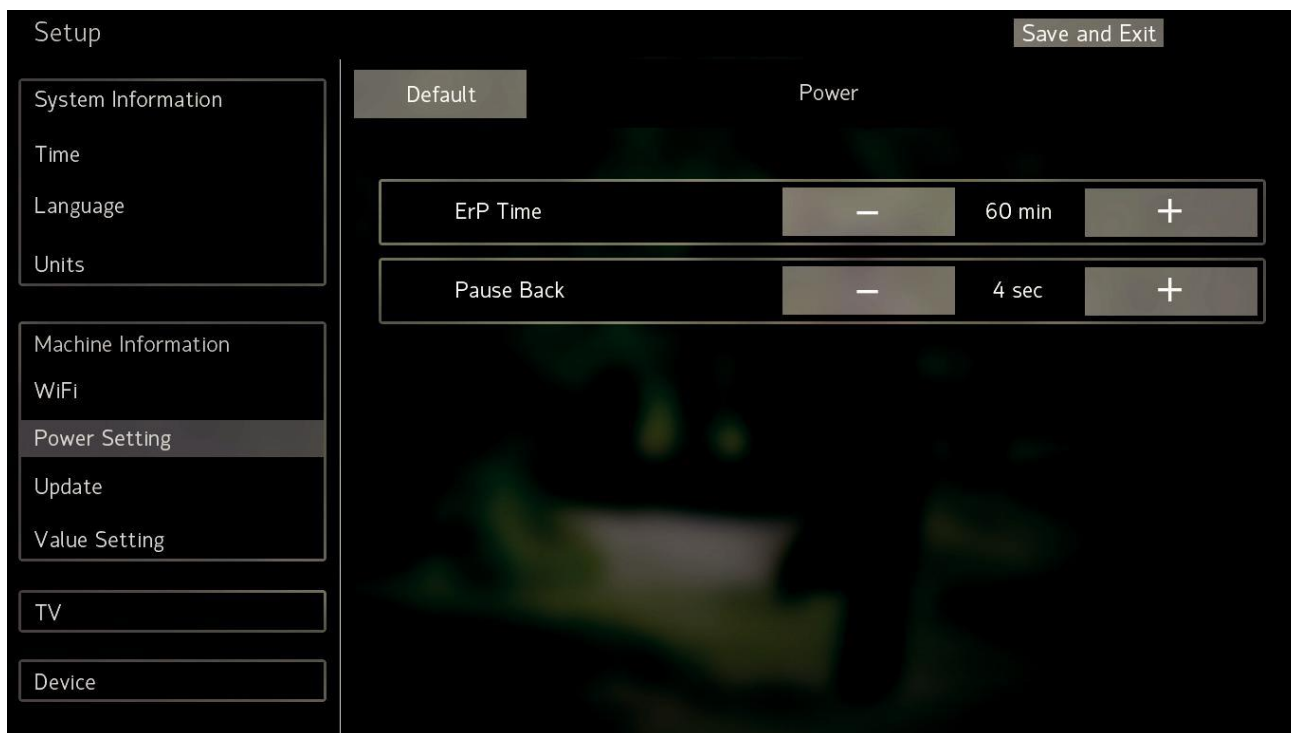 Setup
Save and Exit
System Information
Time
Language
Units
Machine Information
WiFi
Power Setting
Update
Value Setting
TV
Device
Default
Power
ErP Time
−
60 min
+
Pause Back
−
4 sec
+